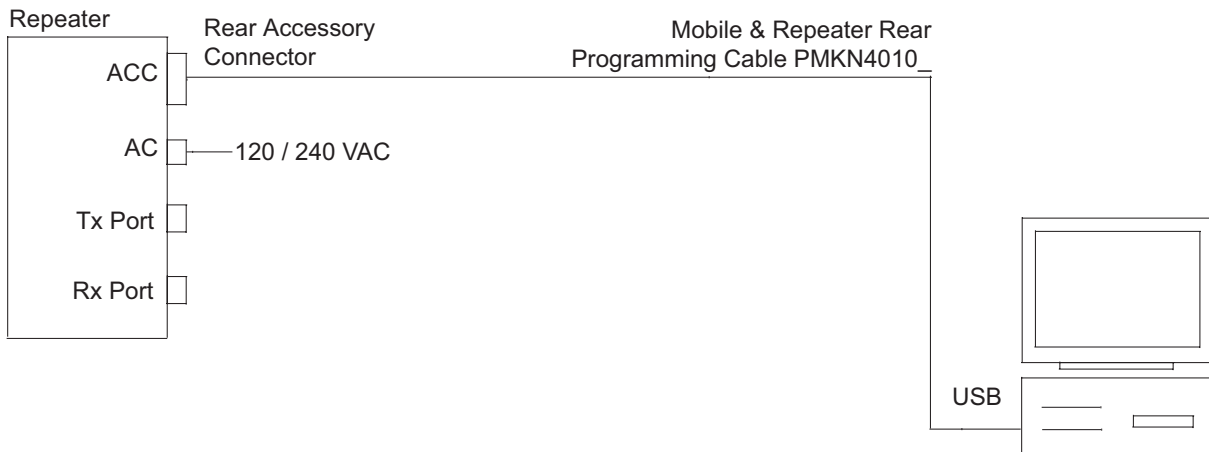 Repeater
Rear Accessory
Connector
Mobile & Repeater Rear
Programming Cable PMKN4010_
ACC
AC
120 / 240 VAC
Tx Port
Rx Port
USB